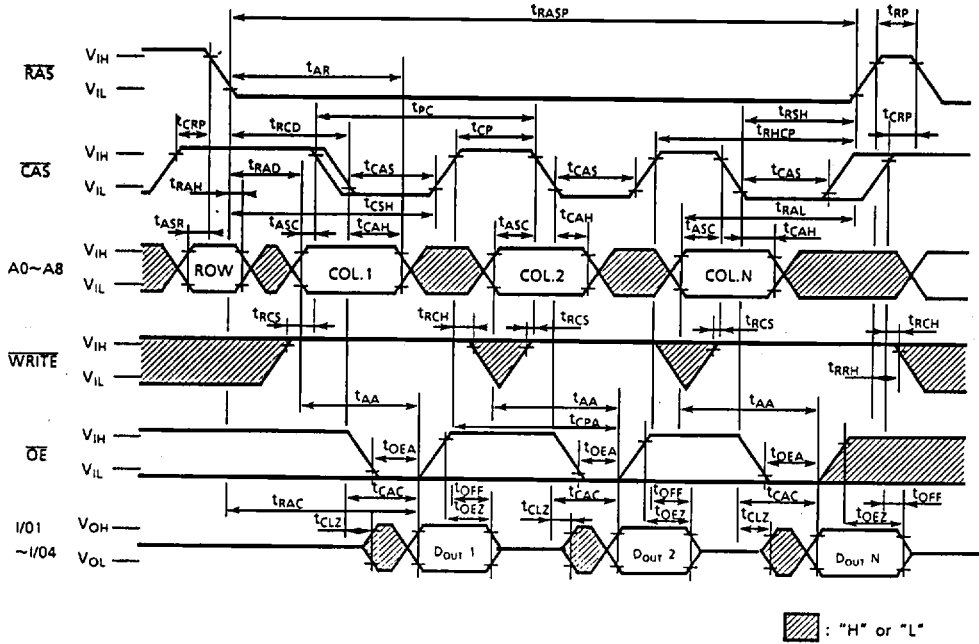 tRASP tRP
RAS VIH
VIL
tAR
tCRP tRCD tPC tCP tRSH tRHCP tCRP
CAS VIH
VIL
tRAH tRAD tCAS tCAS tCAS
tCSH tRAL
tASR tASC tCAH tASC tCAH tASC tCAH
A0~A8 VIH
VIL
ROW COL.1 COL.2 COL.N
tRCS tRCH tRCS tRCS tRCH
WRITE VIH
VIL
tRRH
tAA tAA tAA
tCPA
OE VIH
VIL
tOEA tOEA tOEA
tRAC tCAC tOFF tCAC tOFF tCAC tOFF
tCLZ tOEZ tCLZ tOEZ tCLZ tOEZ
I/01 ~I/04 VOH
VOL
DOUT 1 DOUT 2 DOUT N
: "H" or "L"